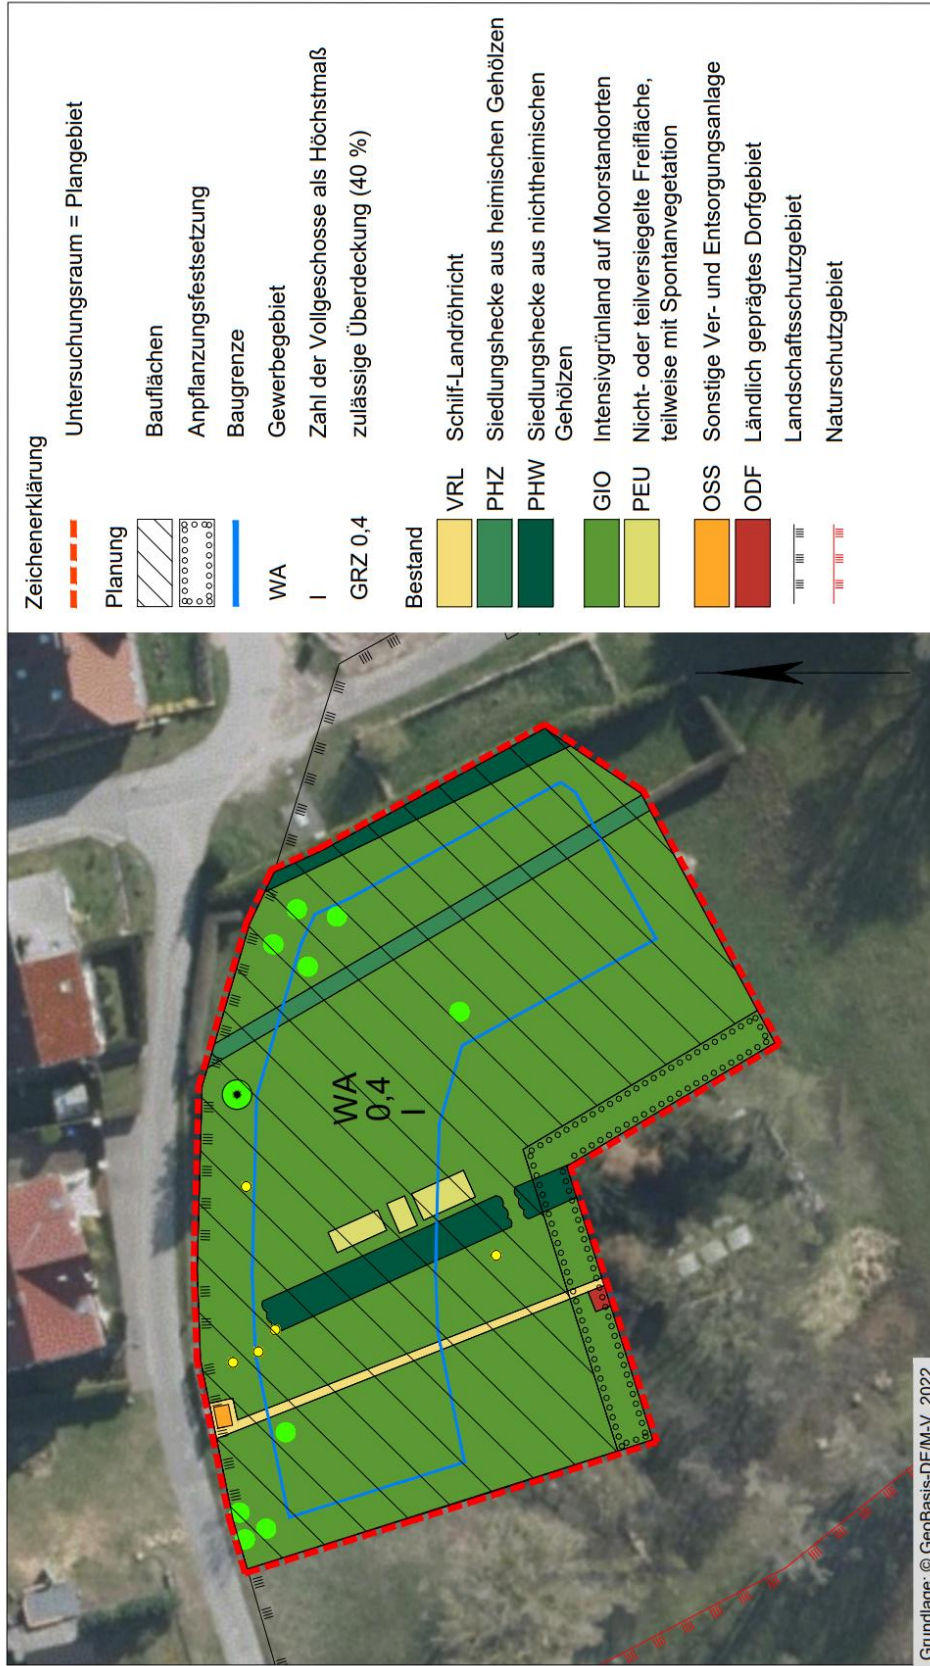 Zeichenerklärung
Untersuchungsraum = Plangebiet
Planung
Bauflächen
Anpflanzungsfestsetzung
Baugrenze
WA Gewerbegebiet
I Zahl der Vollgeschosse als Höchstmaß
GRZ 0,4 zulässige Überdeckung (40 %)
Bestand
VRL Schilf-Landröhricht
PHZ Siedlungshecke aus heimischen Gehölzen
PHW Siedlungshecke aus nichtheimischen
Gehölzen
GIO Intensivgrünland auf Moorstandorten
PEU Nicht- oder teilversiegelte Freifläche,
teilweise mit Spontanvegetation
OSS Sonstige Ver- und Entsorgungsanlage
ODF Ländlich geprägtes Dorfgebiet
Landschaftsschutzgebiet
Naturschutzgebiet
WA
0,4
I
Grundlage: © GeoBasis-DE/M-V 2022